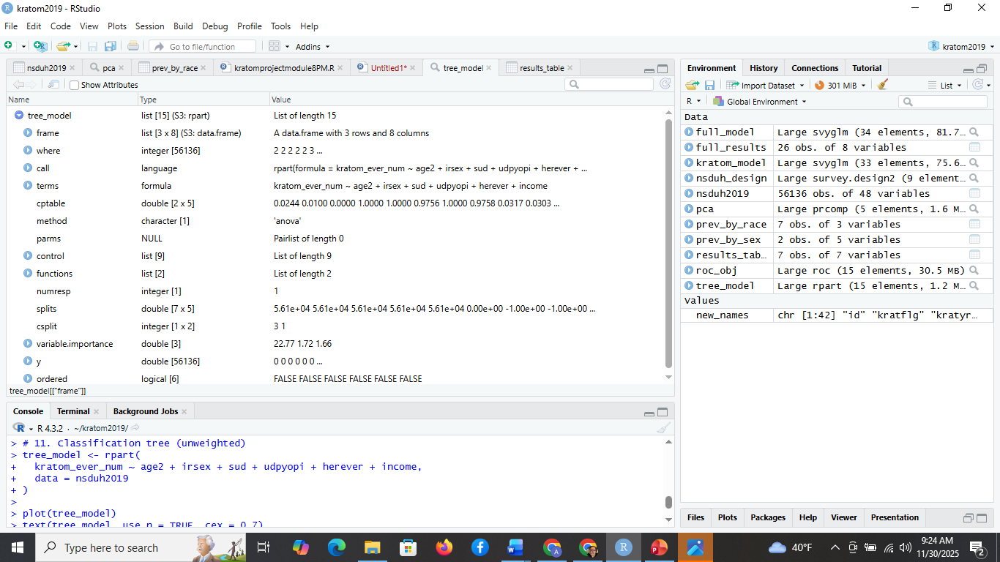 kratom2019 - RStudio
File Edit Code View Plots Session Build Debug Profile Tools Help
Go to file/function Addins kratom2019
nsduh2019 pca prev_by_race kratomprojectmodule8PM.R Untitled1* tree_model results_table
Show Attributes
Name Type Value
tree_model list [15] (S3: rpart) List of length 15
frame list [3 x 8] (S3: data.frame) A data.frame with 3 rows and 8 columns
where integer [56136] 2 2 2 2 2 3 ...
call language rpart(formula = kratom_ever_num ~ age2 + irsex + sud + udpyopi + herever + ...
terms formula kratom_ever_num ~ age2 + irsex + sud + udpyopi + herever + income
cptable double [2 x 5] 0.0244 0.0100 0.0000 1.0000 1.0000 0.9756 1.0000 0.9758 0.0317 0.0303 ...
method character [1] 'anova'
parms NULL Pairlist of length 0
control list [9] List of length 9
functions list [2] List of length 2
numresp integer [1] 1
splits double [7 x 5] 5.61e+04 5.61e+04 5.61e+04 5.61e+04 5.61e+04 0.00e+00 -1.00e+00 -1.00e+00 ...
csplit integer [1 x 2] 3 1
variable.importance double [3] 22.77 1.72 1.66
y double [56136] 0 0 0 0 0 0 ...
ordered logical [6] FALSE FALSE FALSE FALSE FALSE FALSE
tree_model[["frame"]]
Console Terminal Background Jobs
R 4.3.2 · ~/kratom2019/
> # 11. Classification tree (unweighted)
> tree_model <- rpart(
+   kratom_ever_num ~ age2 + irsex + sud + udpyopi + herever + income,
+   data = nsduh2019
+ )
>
> plot(tree_model)
> text(tree_model, use.n = TRUE, cex = 0.7)
Environment History Connections Tutorial
Import Dataset 301 MiB List
R Global Environment
Data
full_model Large svyglm (34 elements, 81.7…
full_results 26 obs. of 8 variables
kratom_model Large svyglm (33 elements, 75.6…
nsduh_design Large survey.design2 (9 element…
nsduh2019 56136 obs. of 48 variables
pca Large prcomp (5 elements, 1.6 M…
prev_by_race 7 obs. of 3 variables
prev_by_sex 2 obs. of 5 variables
results_tab… 7 obs. of 7 variables
roc_obj Large roc (15 elements, 30.5 MB)
tree_model Large rpart (15 elements, 1.2 M…
Values
new_names chr [1:42] "id" "kratflg" "kratyr…
Files Plots Packages Help Viewer Presentation
Type here to search
40°F
9:24 AM
11/30/2025
2